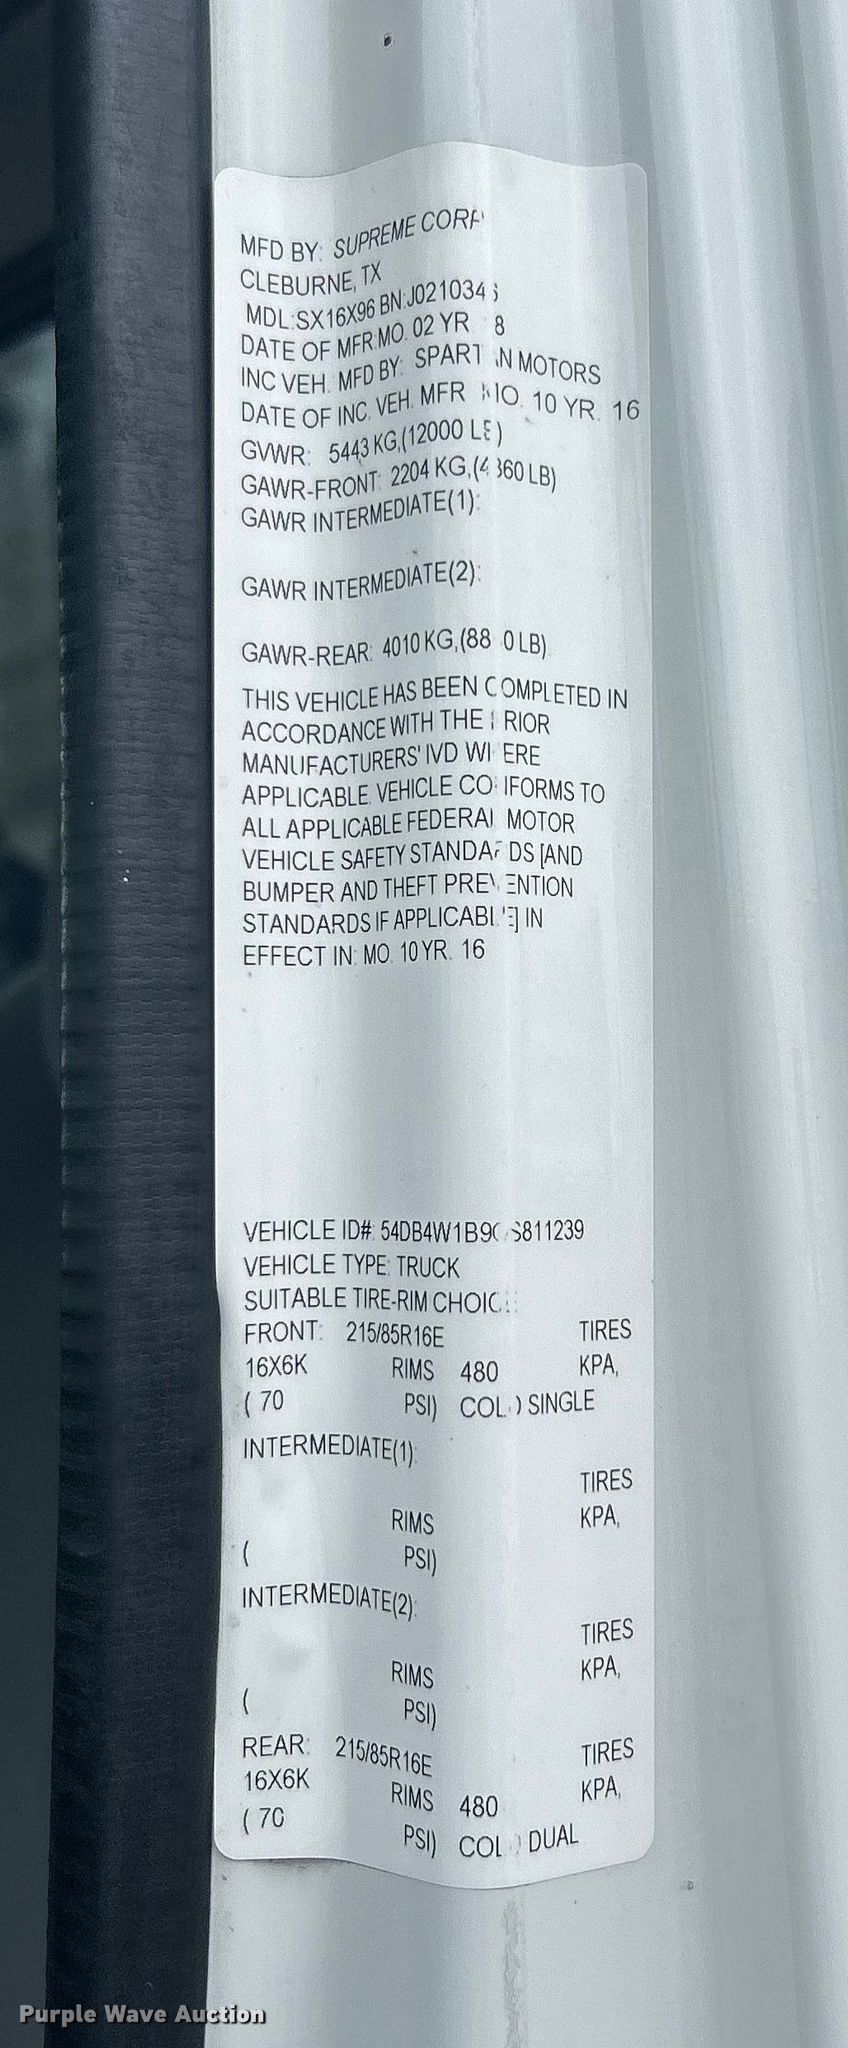 MFD BY: SUPREME CORP
CLEBURNE, TX
MDL:SX16X96 BN:
DATE OF MFR:MO. 02 YR
INC VEH. MFD BY: SPARTAN MOTORS
DATE OF INC. VEH. MFR MO. 10 YR. 16
GVWR: 5443 KG,(12000 LB)
GAWR-FRONT: 2204 KG,(4860 LB)
GAWR INTERMEDIATE(1):
GAWR INTERMEDIATE(2):
GAWR-REAR: 4010 KG,(8840 LB)
THIS VEHICLE HAS BEEN COMPLETED IN
ACCORDANCE WITH THE PRIOR
MANUFACTURERS' IVD WHERE
APPLICABLE. VEHICLE CONFORMS TO
ALL APPLICABLE FEDERAL MOTOR
VEHICLE SAFETY STANDARDS [AND
BUMPER AND THEFT PREVENTION
STANDARDS IF APPLICABLE] IN
EFFECT IN: MO. 10 YR. 16
VEHICLE ID#:
VEHICLE TYPE: TRUCK
SUITABLE TIRE-RIM CHOICE:
FRONT: 215/85R16E TIRES
16X6K RIMS 480 KPA,
( 70 PSI) COLD SINGLE
INTERMEDIATE(1):
TIRES
RIMS KPA,
( PSI)
INTERMEDIATE(2):
TIRES
RIMS KPA,
( PSI)
REAR: 215/85R16E TIRES
16X6K RIMS 480 KPA,
( 70 PSI) COLD DUAL
Purple Wave Auction